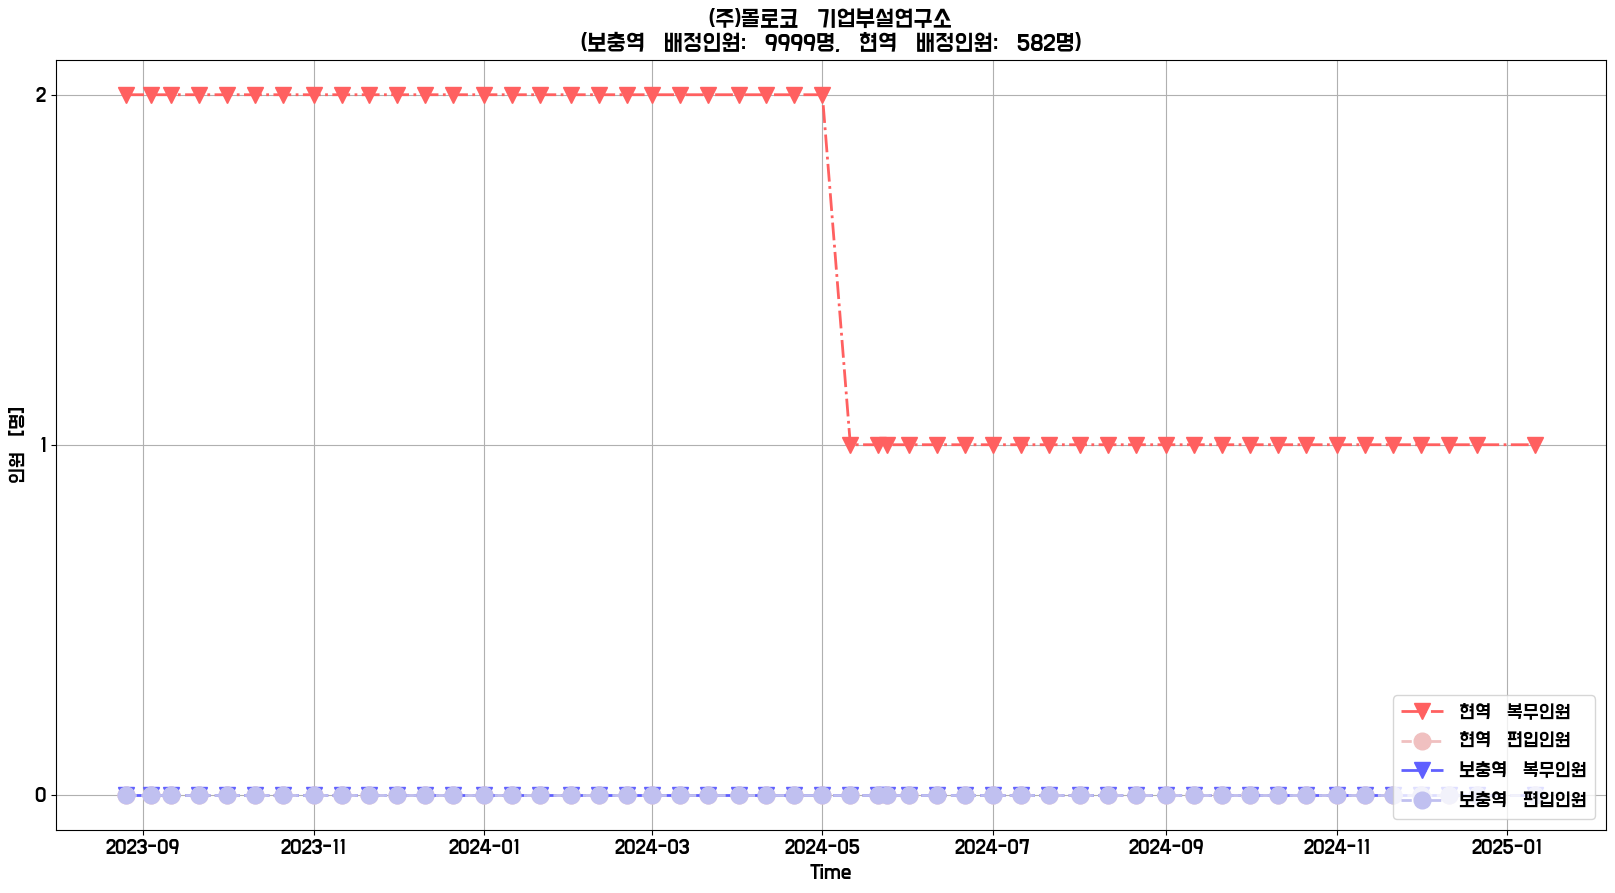 (주)몰로코 기업부설연구소
(보충역 배정인원: 9999명, 현역 배정인원: 582명)
2
1
0
인원 [명]
2023-09 2023-11 2024-01 2024-03 2024-05 2024-07 2024-09 2024-11 2025-01
Time
현역 복무인원
현역 편입인원
보충역 복무인원
보충역 편입인원